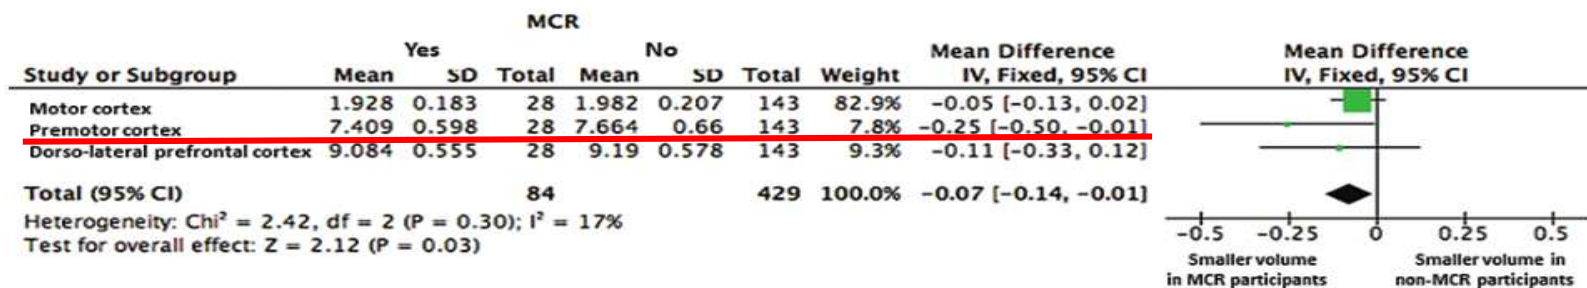 MCR
Yes No Mean Difference Mean Difference
Study or Subgroup Mean SD Total Mean SD Total Weight IV, Fixed, 95% CI IV, Fixed, 95% CI
Motor cortex 1.928 0.183 28 1.982 0.207 143 82.9% −0.05 [−0.13, 0.02]
Premotor cortex 7.409 0.598 28 7.664 0.66 143 7.8% −0.25 [−0.50, −0.01]
Dorso-lateral prefrontal cortex 9.084 0.555 28 9.19 0.578 143 9.3% −0.11 [−0.33, 0.12]
Total (95% CI) 84 429 100.0% −0.07 [−0.14, −0.01]
Heterogeneity: Chi² = 2.42, df = 2 (P = 0.30); I² = 17%
Test for overall effect: Z = 2.12 (P = 0.03)
−0.5 −0.25 0 0.25 0.5
Smaller volume Smaller volume in
in MCR participants non-MCR participants